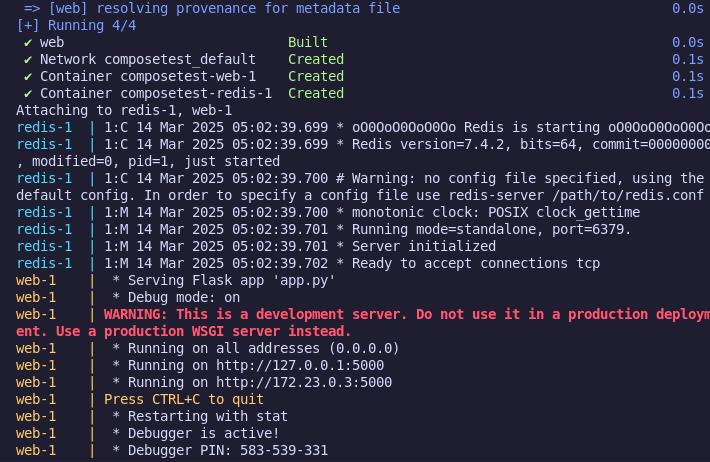 => [web] resolving provenance for metadata file 0.0s
[+] Running 4/4
✔ web Built 0.0s
✔ Network composetest_default Created 0.1s
✔ Container composetest-web-1 Created 0.1s
✔ Container composetest-redis-1 Created 0.1s
Attaching to redis-1, web-1
redis-1 | 1:C 14 Mar 2025 05:02:39.699 * oO0OoO0OoO0Oo Redis is starting oO0OoO0OoO0Oo
redis-1 | 1:C 14 Mar 2025 05:02:39.699 * Redis version=7.4.2, bits=64, commit=00000000
, modified=0, pid=1, just started
redis-1 | 1:C 14 Mar 2025 05:02:39.700 # Warning: no config file specified, using the
default config. In order to specify a config file use redis-server /path/to/redis.conf
redis-1 | 1:M 14 Mar 2025 05:02:39.700 * monotonic clock: POSIX clock_gettime
redis-1 | 1:M 14 Mar 2025 05:02:39.701 * Running mode=standalone, port=6379.
redis-1 | 1:M 14 Mar 2025 05:02:39.701 * Server initialized
redis-1 | 1:M 14 Mar 2025 05:02:39.702 * Ready to accept connections tcp
web-1 | * Serving Flask app 'app.py'
web-1 | * Debug mode: on
web-1 | WARNING: This is a development server. Do not use it in a production deploym
ent. Use a production WSGI server instead.
web-1 | * Running on all addresses (0.0.0.0)
web-1 | * Running on http://127.0.0.1:5000
web-1 | * Running on http://172.23.0.3:5000
web-1 | Press CTRL+C to quit
web-1 | * Restarting with stat
web-1 | * Debugger is active!
web-1 | * Debugger PIN: 583-539-331